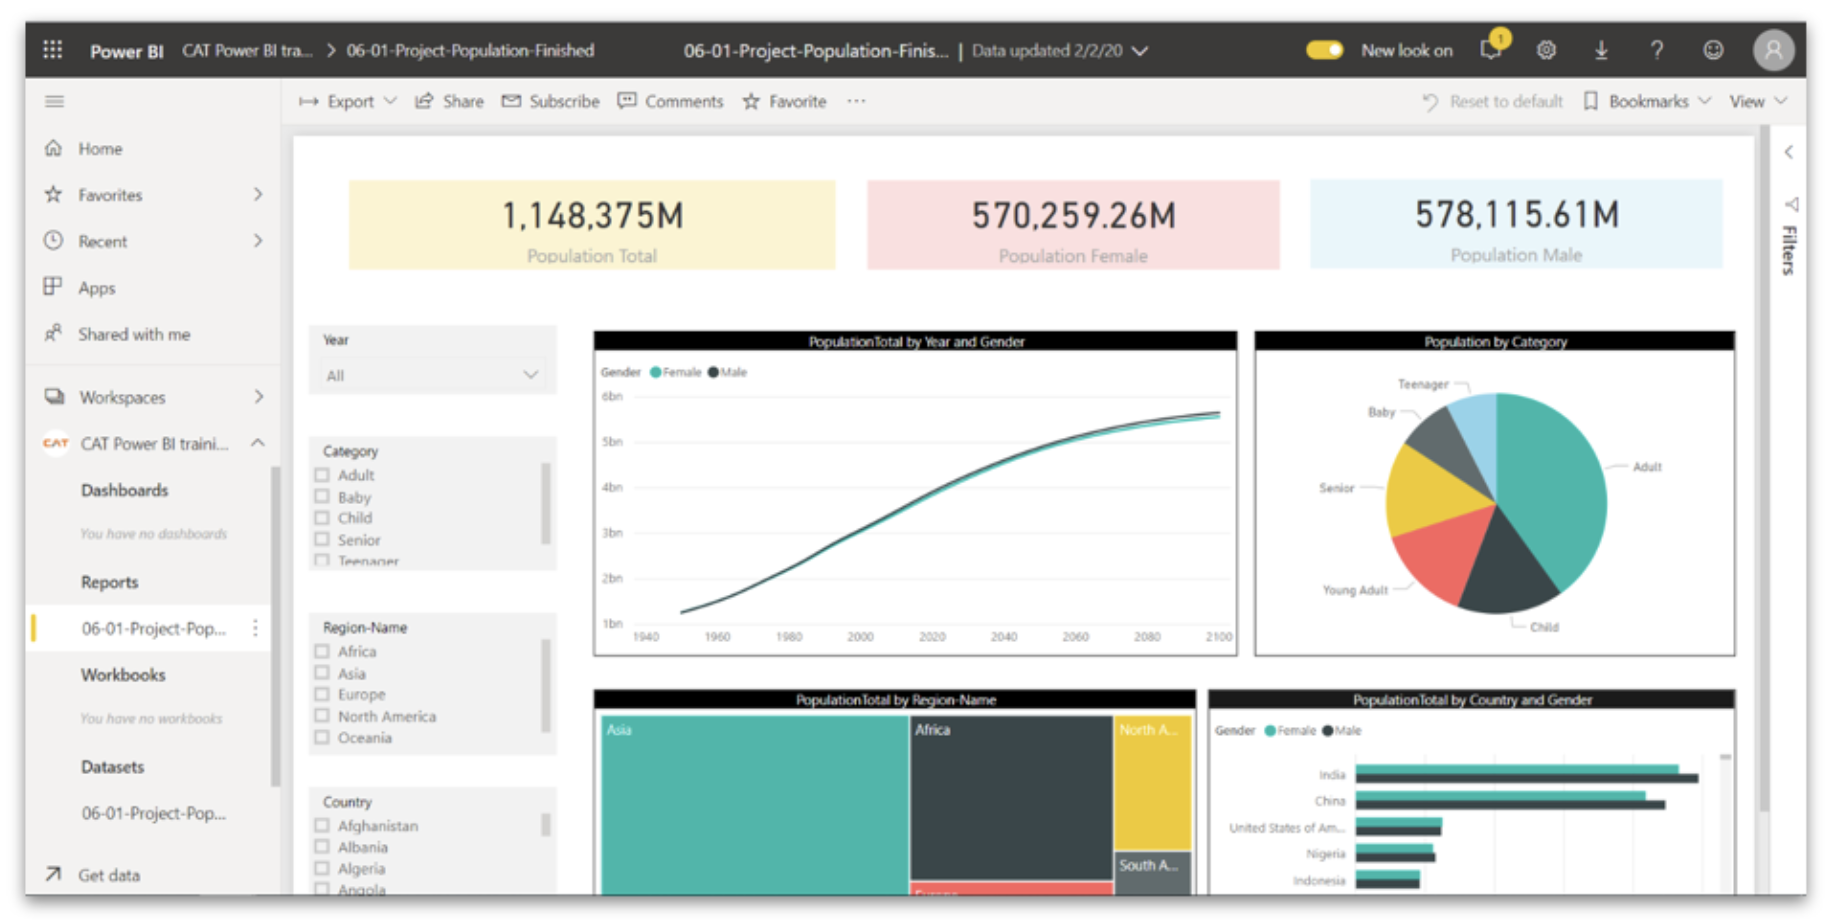 Power BI CAT Power BI tra... > 06-01-Project-Population-Finished 06-01-Project-Population-Finis... | Data updated 2/2/20 New look on 1 ?
Export Share Subscribe Comments Favorite ... Reset to default Bookmarks View
Home
Favorites
Recent
Apps
Shared with me
Workspaces
CAT CAT Power BI traini...
Dashboards
You have no dashboards
Reports
06-01-Project-Pop...
Workbooks
You have no workbooks
Datasets
06-01-Project-Pop...
Get data
1,148,375M
Population Total
570,259.26M
Population Female
578,115.61M
Population Male
Filters
Year
All
Category
Adult
Baby
Child
Senior
Teenager
Region-Name
Africa
Asia
Europe
North America
Oceania
Country
Afghanistan
Albania
Algeria
Angola
PopulationTotal by Year and Gender
Gender Female Male
6bn
5bn
4bn
3bn
2bn
1bn
1940 1960 1980 2000 2020 2040 2060 2080 2100
Population by Category
Teenager
Baby
Senior
Young Adult
Adult
Child
PopulationTotal by Region-Name
Asia
Africa
North A...
South A...
Europe
PopulationTotal by Country and Gender
Gender Female Male
India
China
United States of Am...
Nigeria
Indonesia